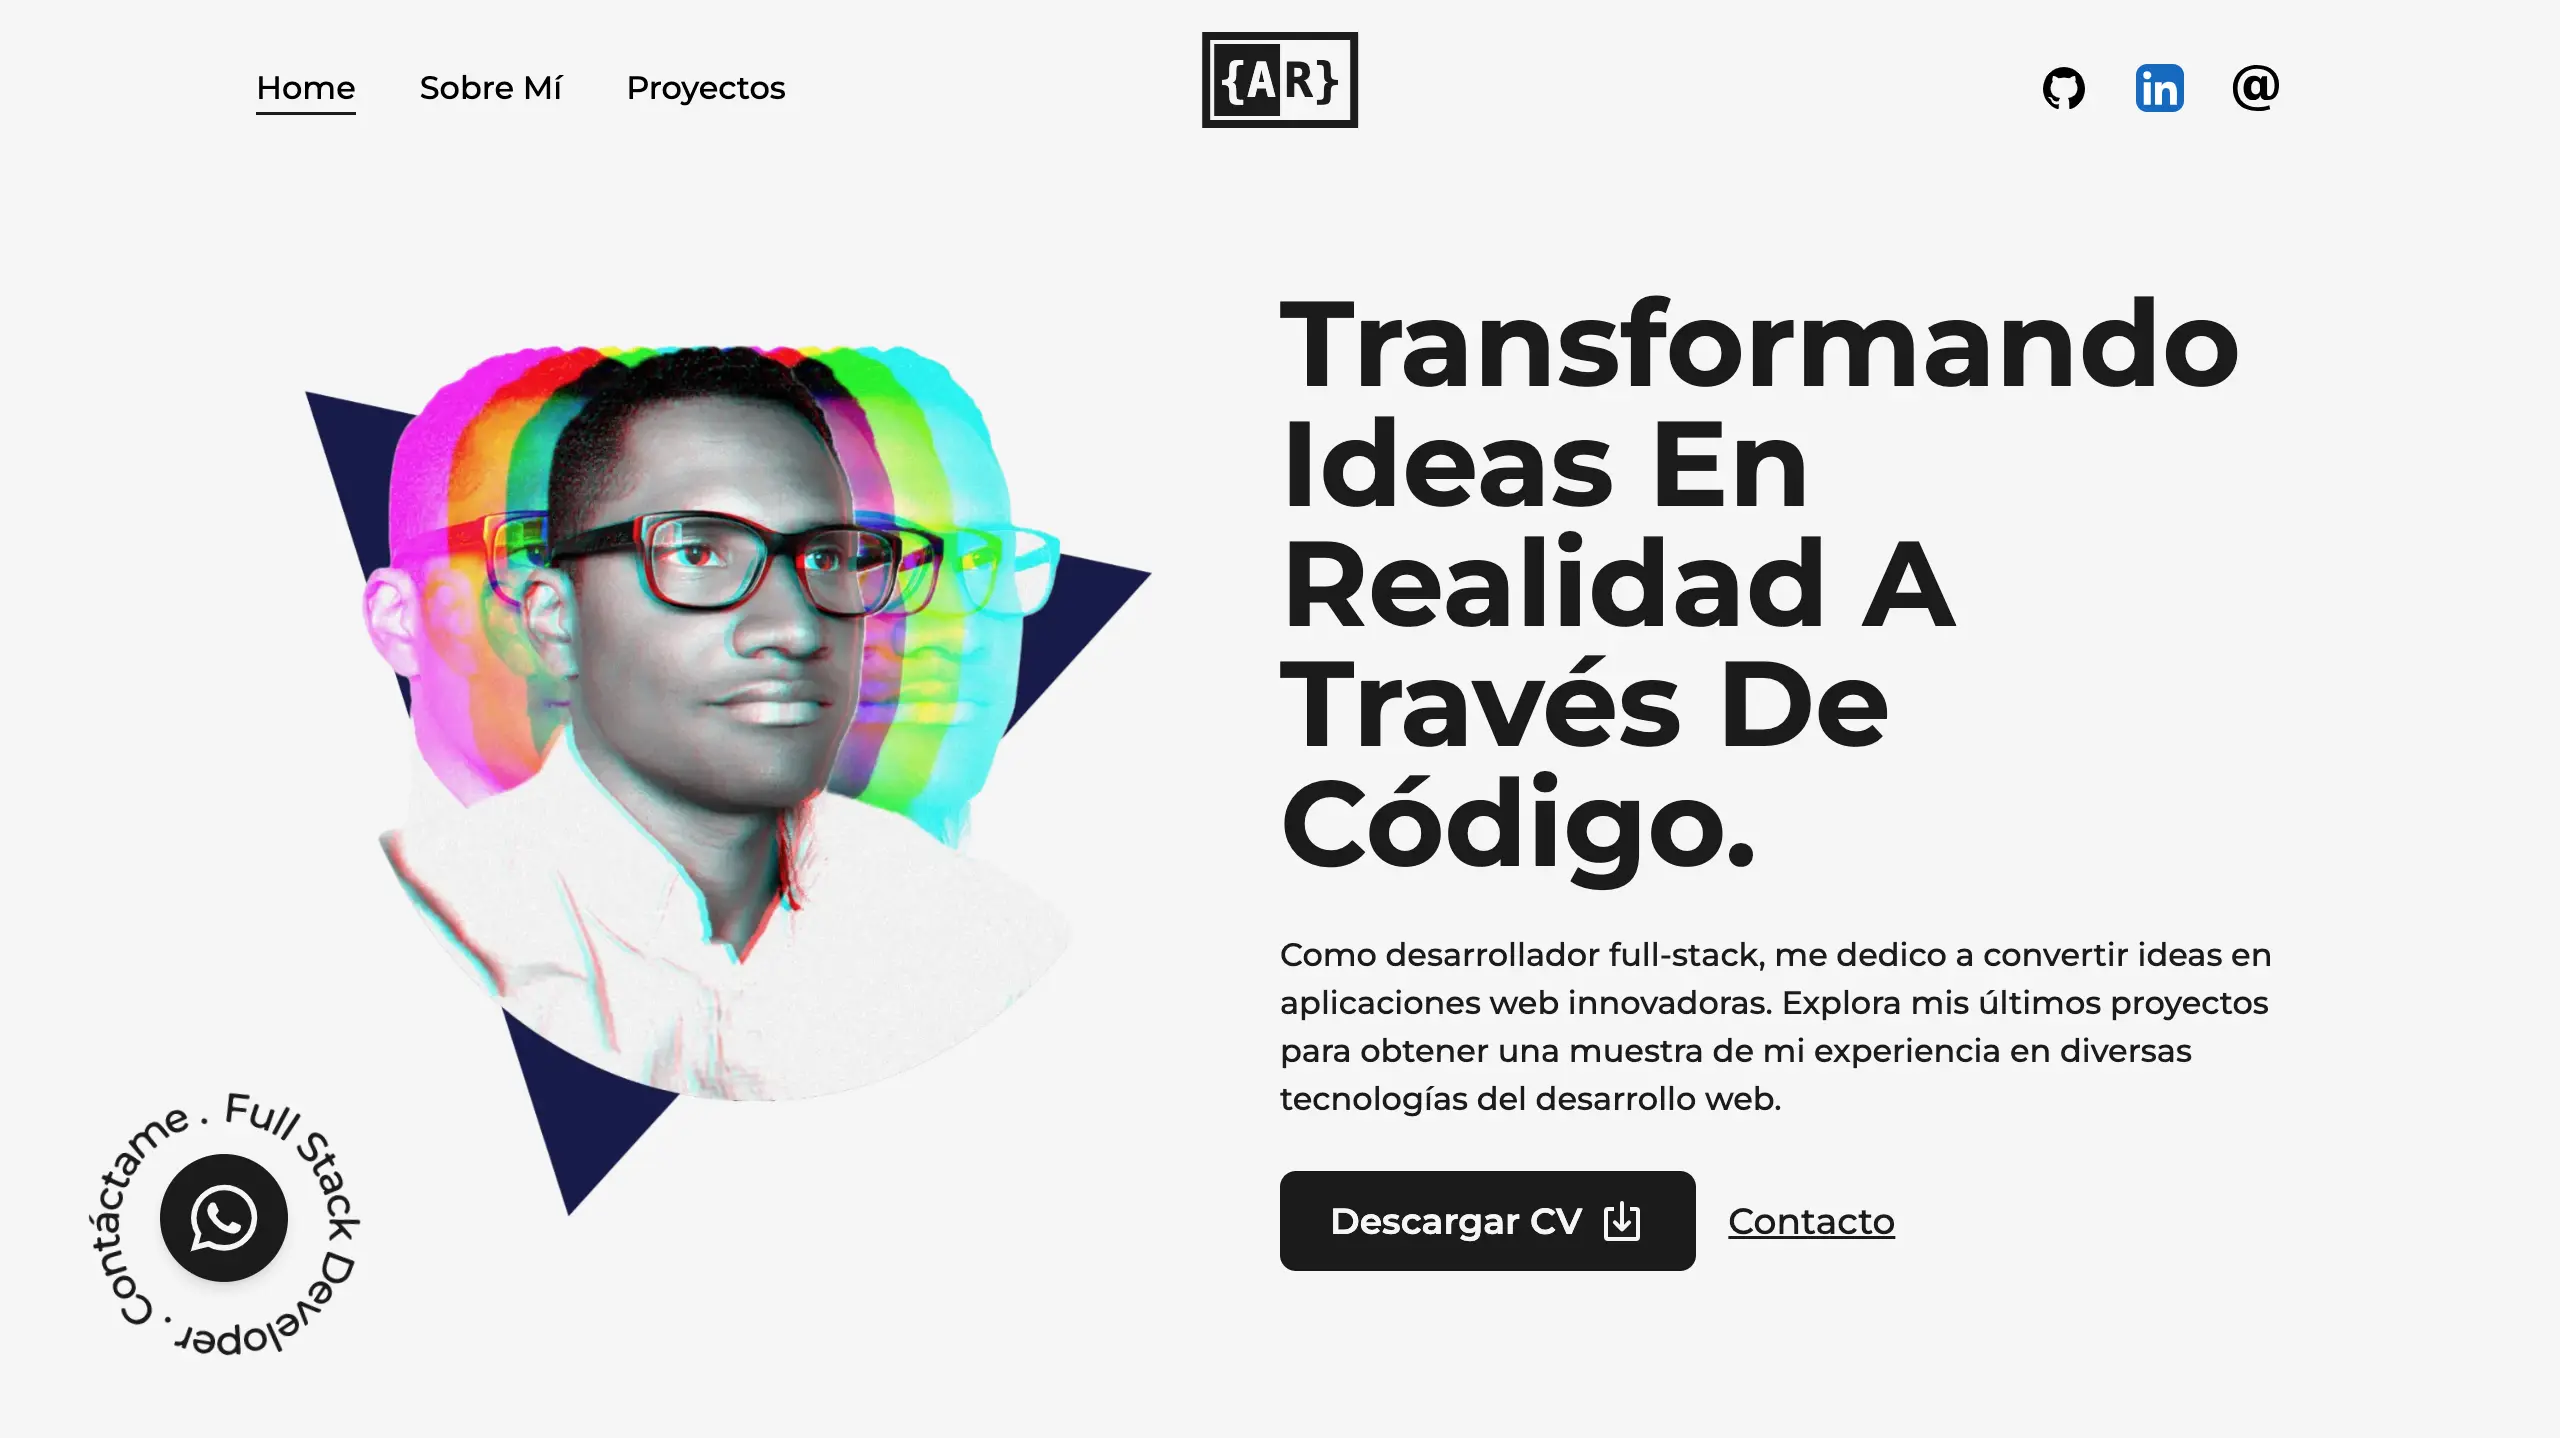 Home
Sobre Mí
Proyectos
{AR}
in
@
Transformando
Ideas En
Realidad A
Través De
Código.
Como desarrollador full-stack, me dedico a convertir ideas en
aplicaciones web innovadoras. Explora mis últimos proyectos
para obtener una muestra de mi experiencia en diversas
tecnologías del desarrollo web.
Descargar CV
Contacto
Full Stack Developer . Contáctame .